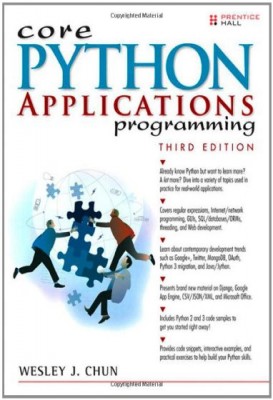 PRENTICE
HALL
core
PYTHON
APPLICATIONS
programming
THIRD EDITION
Already know Python but want to learn more?
A lot more? Dive into a variety of topics used in
practice for real-world applications.
Covers regular expressions, Internet/network
programming, GUIs, SQL/databases/ORMs,
threading, and Web development.
Learn about contemporary development trends
such as Google+, Twitter, MongoDB, OAuth,
Python 3 migration, and Java/Jython.
Presents brand new material on Django, Google
App Engine, CSV/JSON/XML, and Microsoft Office.
Includes Python 2 and 3 code samples to
get you started right away!
Provides code snippets, interactive examples, and
practical exercises to help build your Python skills.
WESLEY J. CHUN